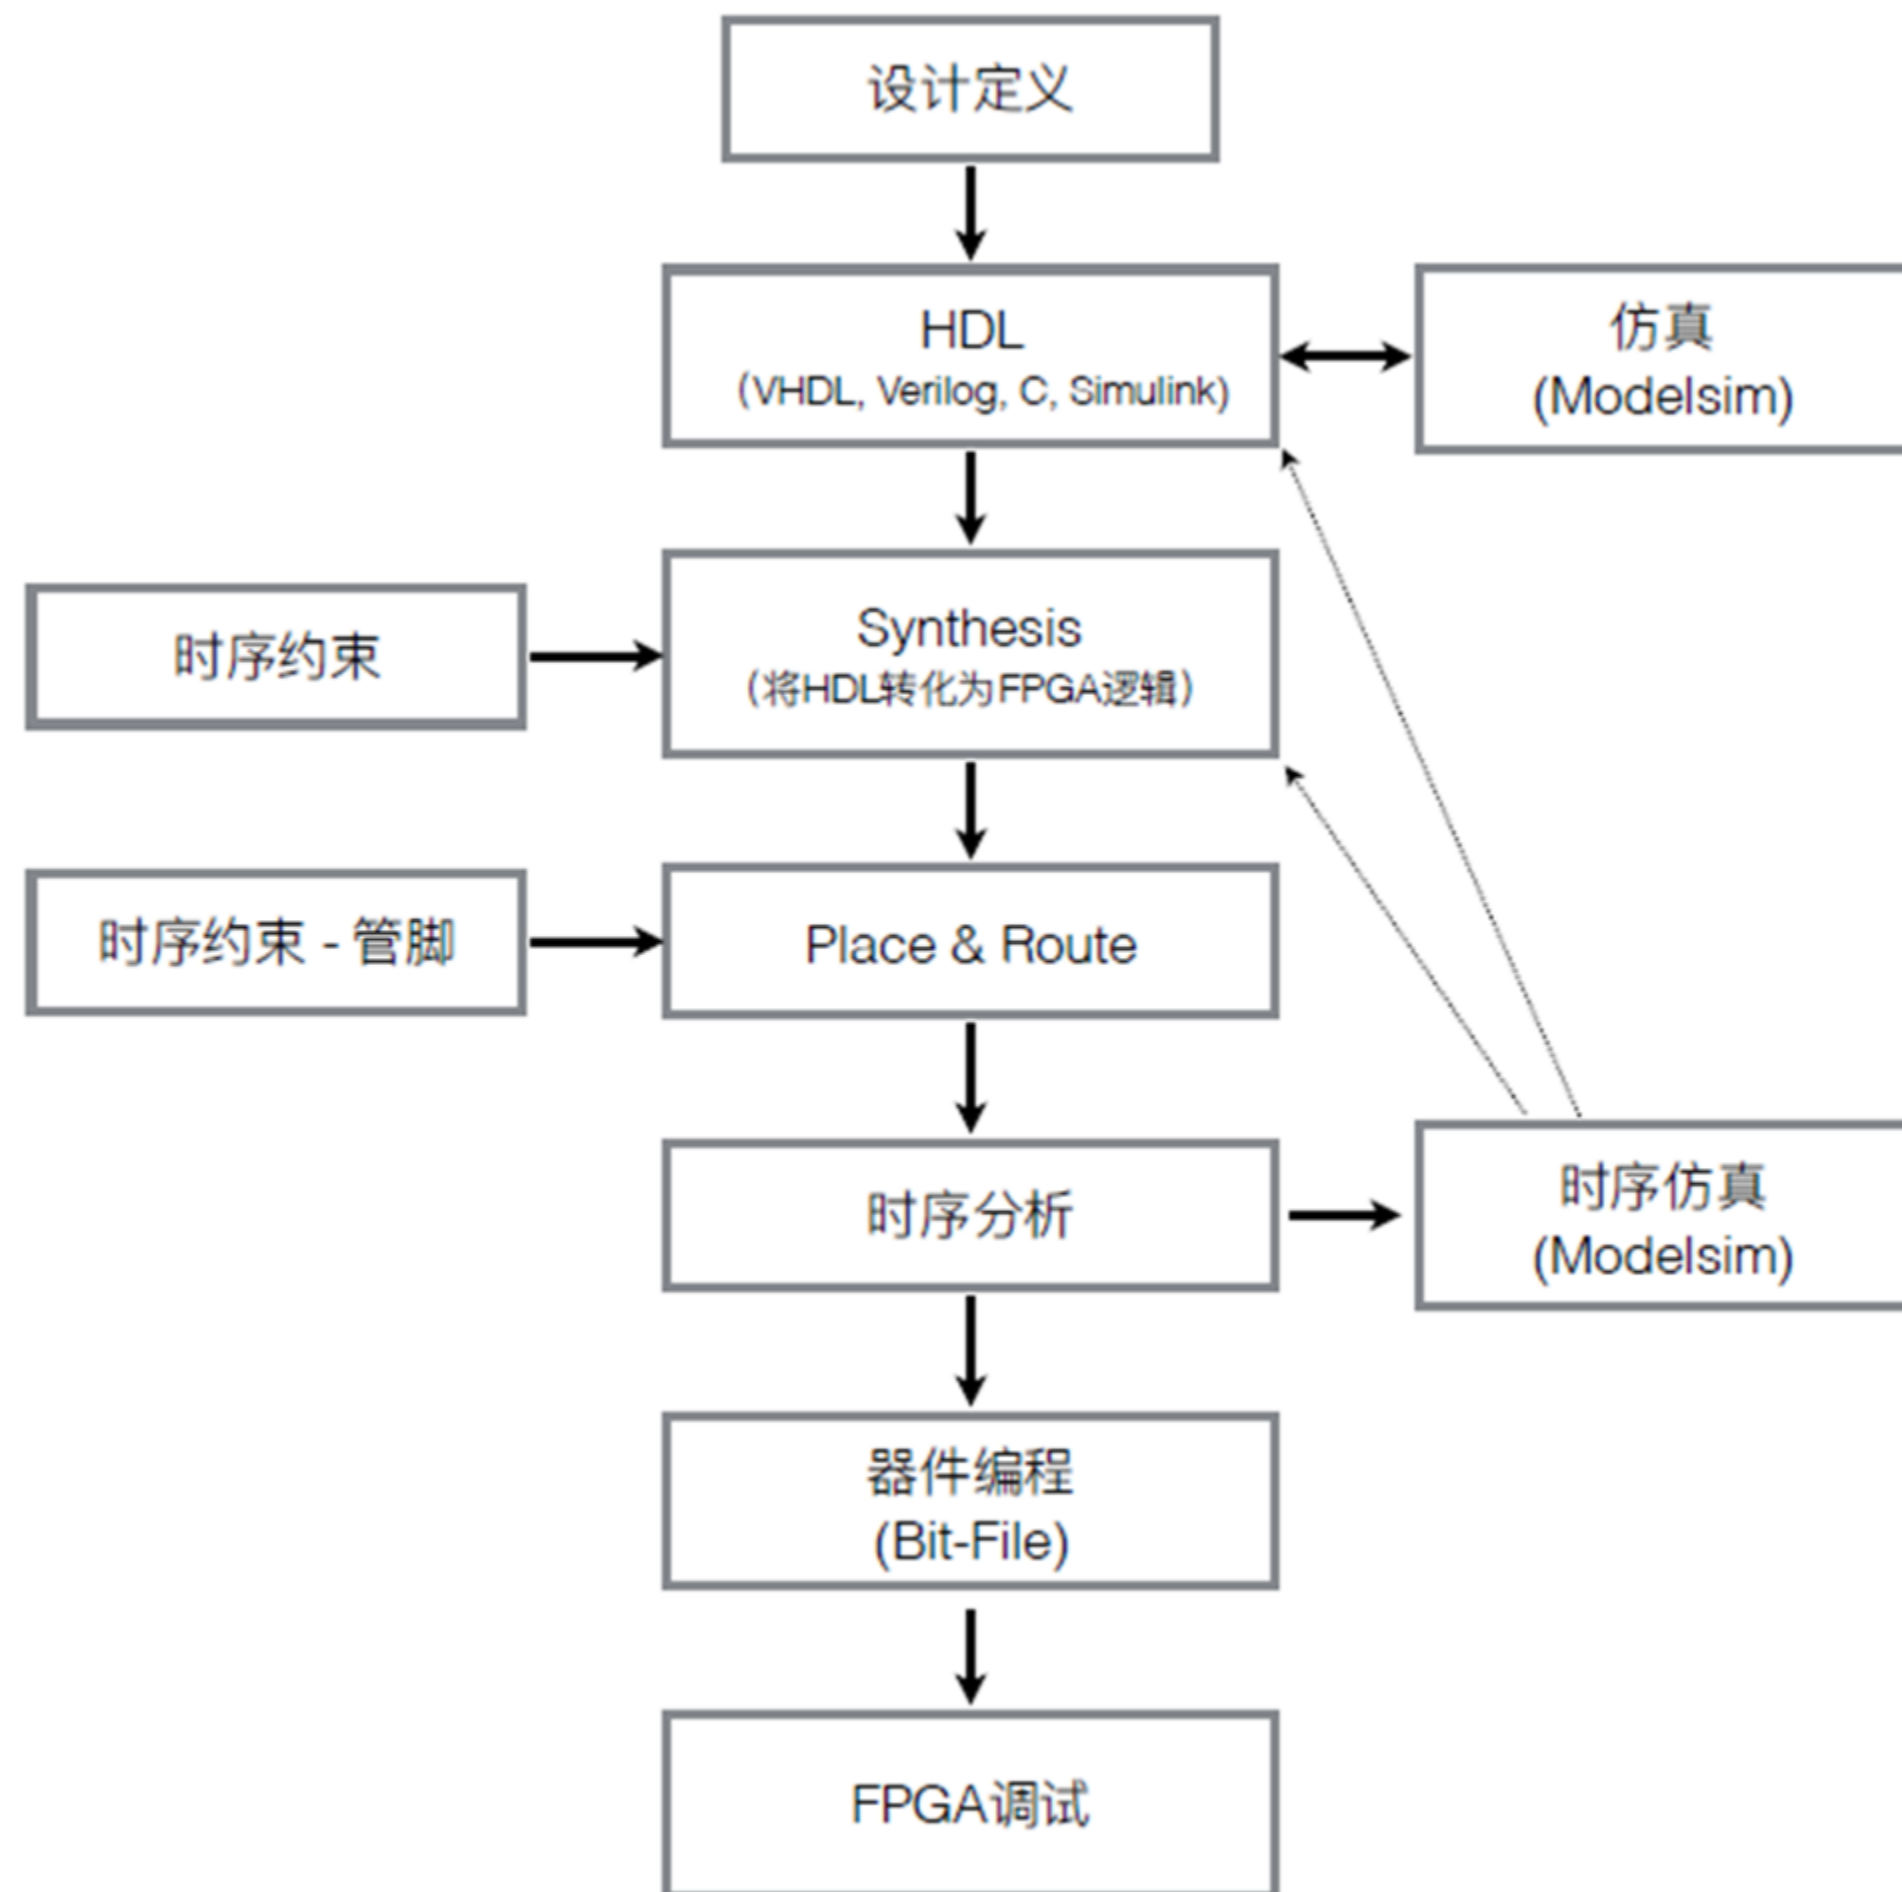 设计定义
HDL
(VHDL, Verilog, C, Simulink)
仿真
(Modelsim)
时序约束
Synthesis
(将HDL转化为FPGA逻辑)
时序约束 - 管脚
Place & Route
时序分析
时序仿真
(Modelsim)
器件编程
(Bit-File)
FPGA调试